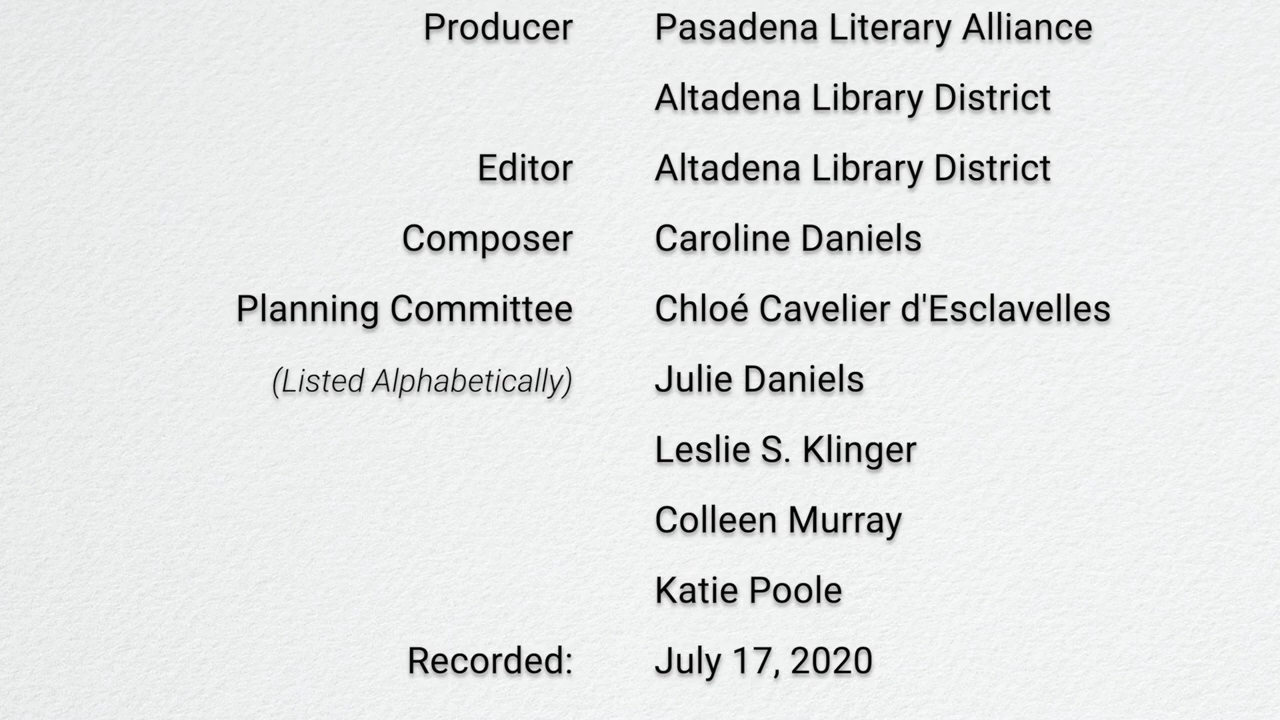 Producer Pasadena Literary Alliance
Altadena Library District
Editor Altadena Library District
Composer Caroline Daniels
Planning Committee Chloé Cavelier d'Esclavelles
(Listed Alphabetically) Julie Daniels
Leslie S. Klinger
Colleen Murray
Katie Poole
Recorded: July 17, 2020